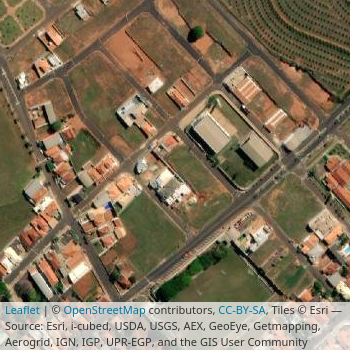 Leaflet | © OpenStreetMap contributors, CC-BY-SA, Tiles © Esri —
Source: Esri, i-cubed, USDA, USGS, AEX, GeoEye, Getmapping,
Aerogrid, IGN, IGP, UPR-EGP, and the GIS User Community